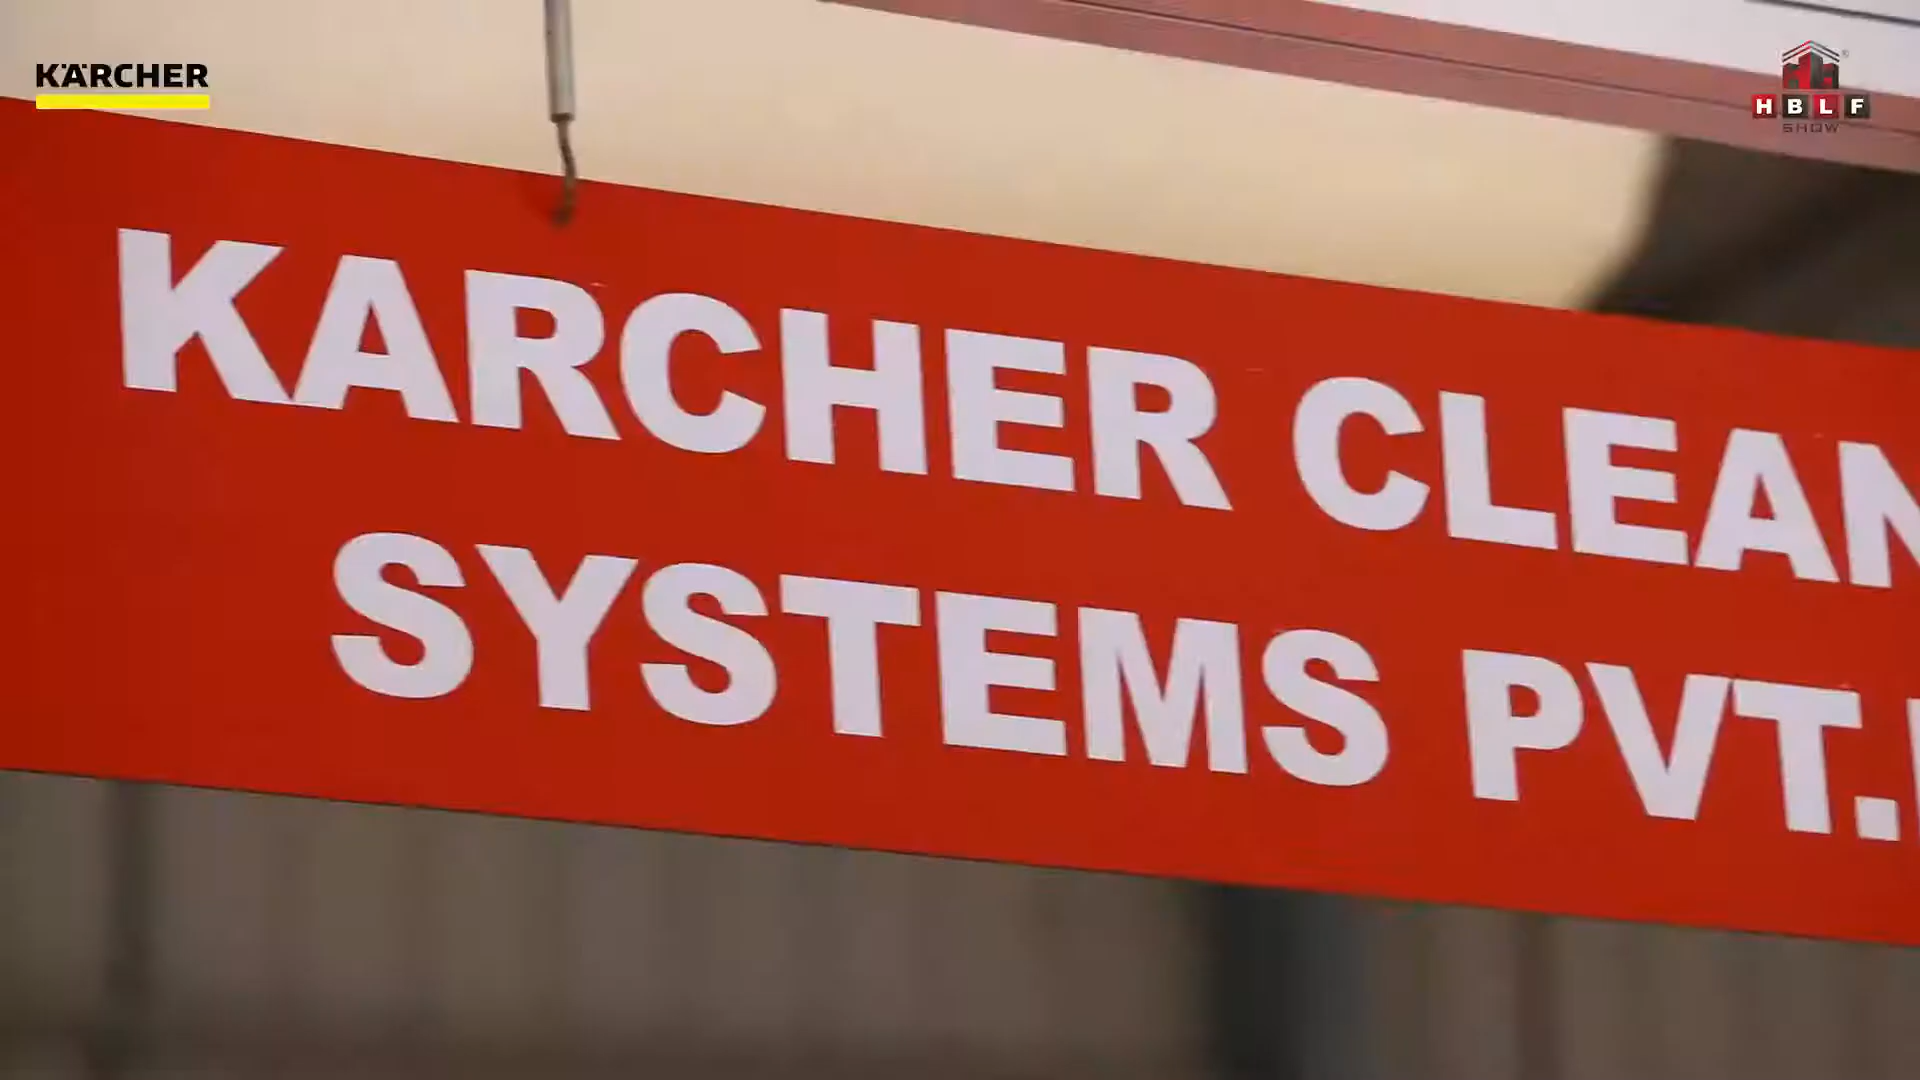 KÄRCHER
HBLF
SHOW
KARCHER CLEAN
SYSTEMS PVT.